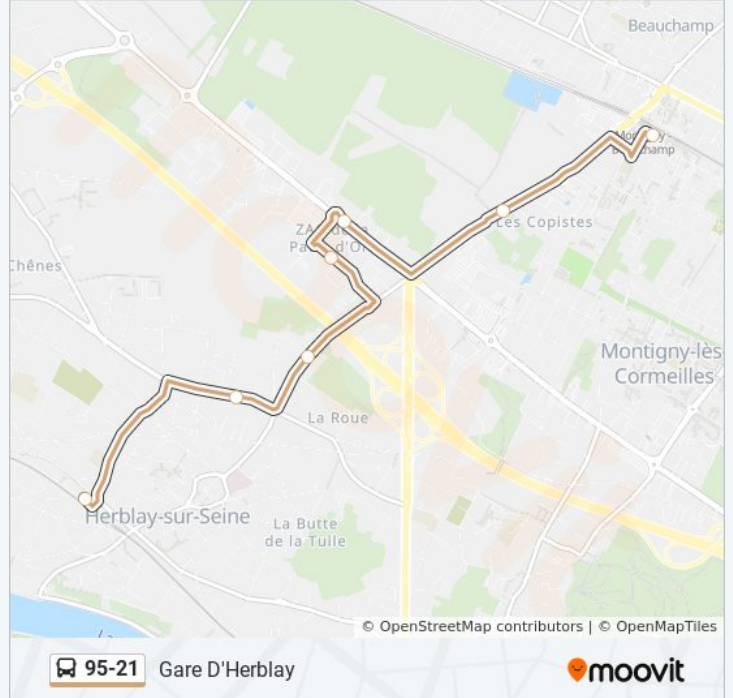 Beauchamp
Les Copistes
Chênes
Montigny-lès
Cormeilles
La Roue
Herblay-sur-Seine
La Butte
de la Tuile
© OpenStreetMap contributors | © OpenMapTiles
95-21 Gare D'Herblay
moovit